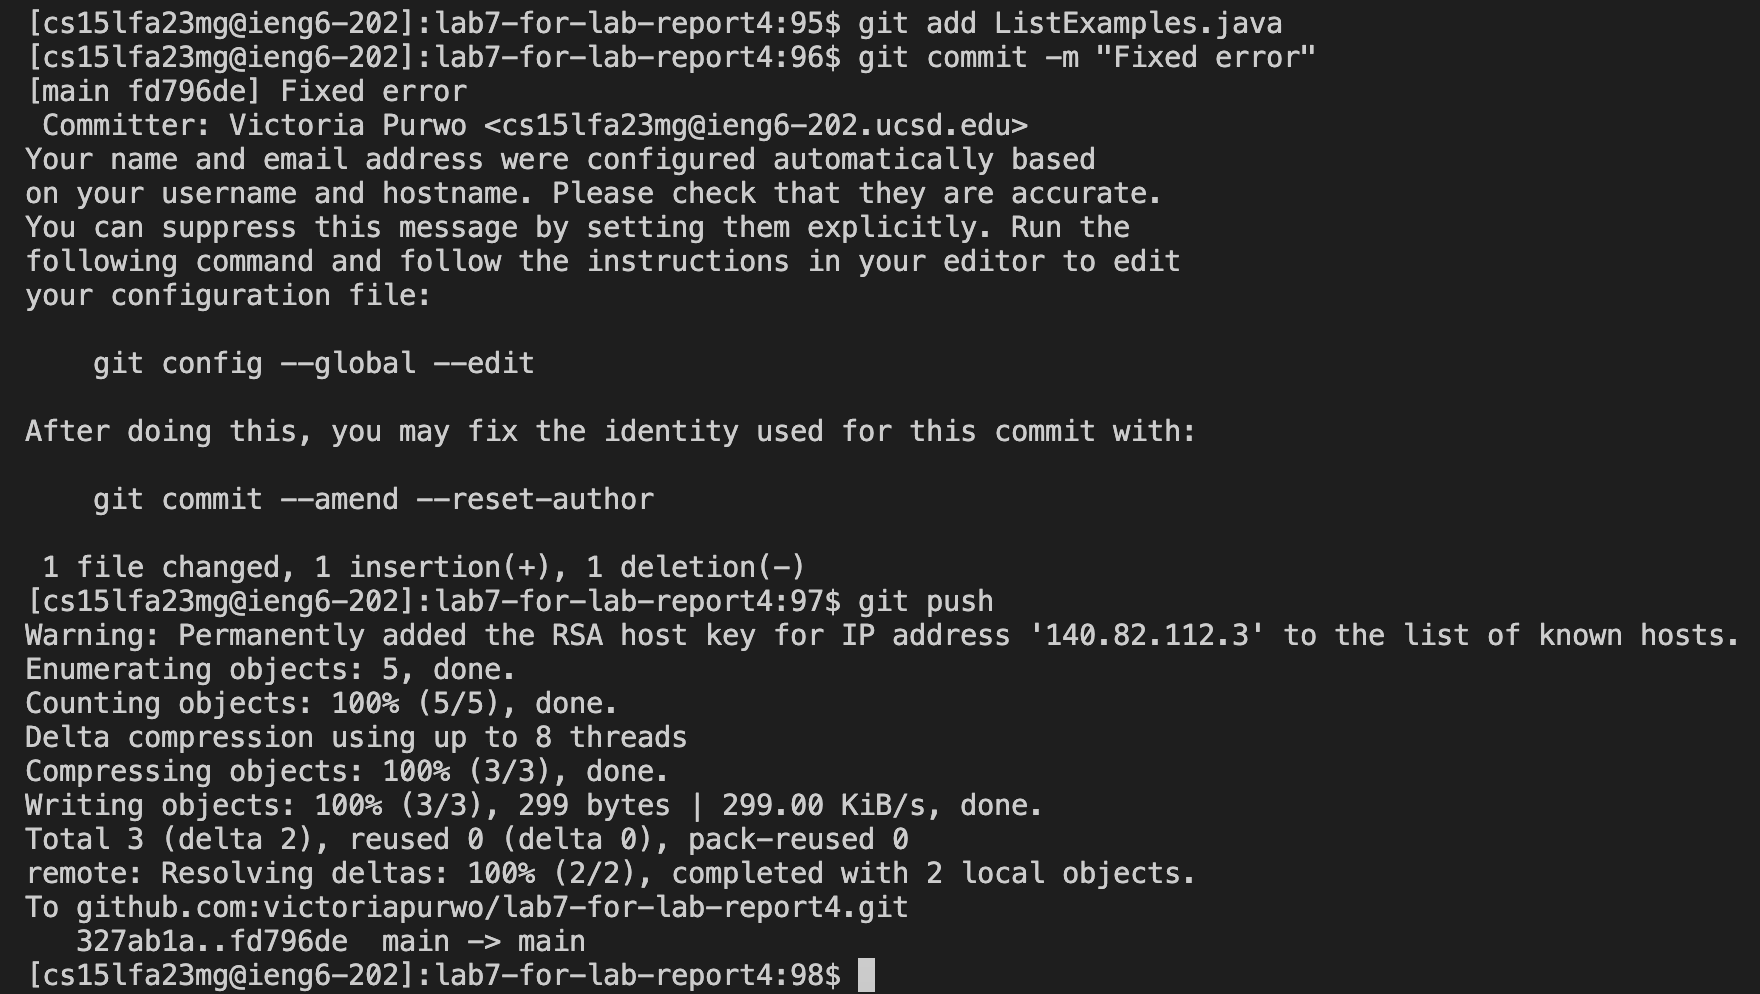 [cs15lfa23mg@ieng6-202]:lab7-for-lab-report4:95$ git add ListExamples.java
[cs15lfa23mg@ieng6-202]:lab7-for-lab-report4:96$ git commit -m "Fixed error"
[main fd796de] Fixed error
 Committer: Victoria Purwo <cs15lfa23mg@ieng6-202.ucsd.edu>
Your name and email address were configured automatically based
on your username and hostname. Please check that they are accurate.
You can suppress this message by setting them explicitly. Run the
following command and follow the instructions in your editor to edit
your configuration file:

    git config --global --edit

After doing this, you may fix the identity used for this commit with:

    git commit --amend --reset-author

 1 file changed, 1 insertion(+), 1 deletion(-)
[cs15lfa23mg@ieng6-202]:lab7-for-lab-report4:97$ git push
Warning: Permanently added the RSA host key for IP address '140.82.112.3' to the list of known hosts.
Enumerating objects: 5, done.
Counting objects: 100% (5/5), done.
Delta compression using up to 8 threads
Compressing objects: 100% (3/3), done.
Writing objects: 100% (3/3), 299 bytes | 299.00 KiB/s, done.
Total 3 (delta 2), reused 0 (delta 0), pack-reused 0
remote: Resolving deltas: 100% (2/2), completed with 2 local objects.
To github.com:victoriapurwo/lab7-for-lab-report4.git
   327ab1a..fd796de  main -> main
[cs15lfa23mg@ieng6-202]:lab7-for-lab-report4:98$